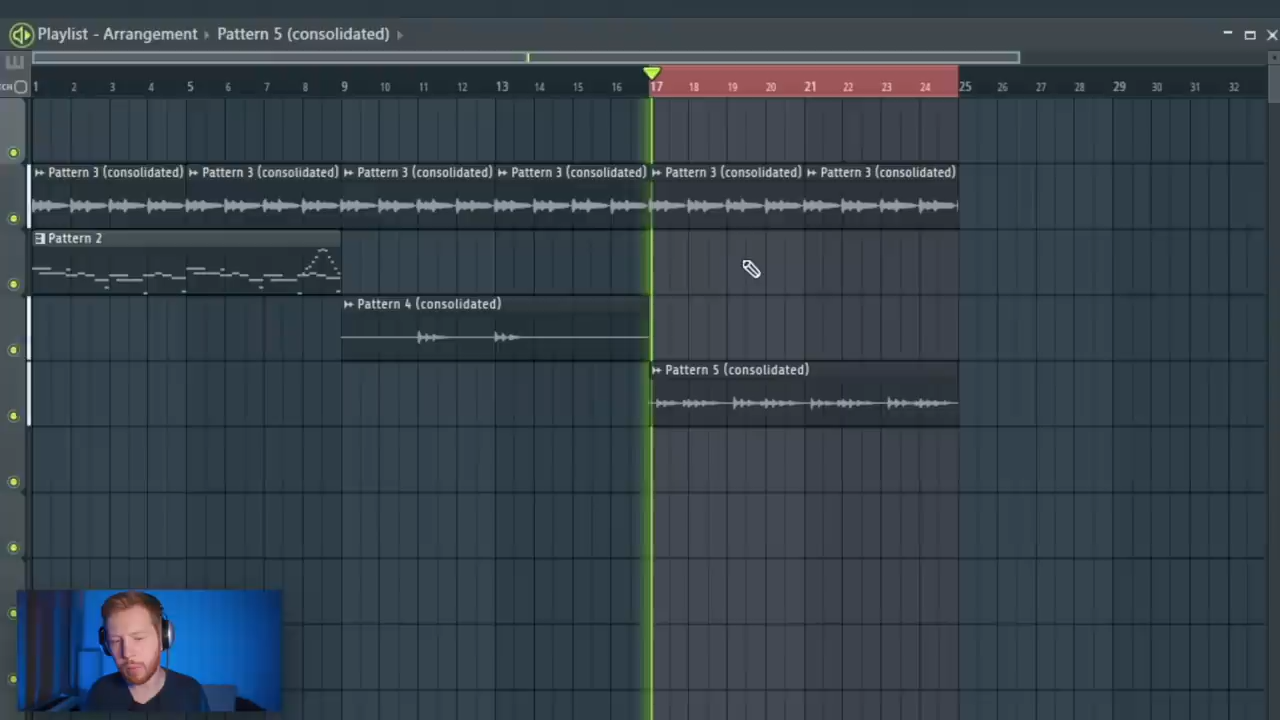 Playlist - Arrangement ▸ Pattern 5 (consolidated) ▸
1 2 3 4 5 6 7 8 9 10 11 12 13 14 15 16 17 18 19 20 21 22 23 24 25 26 27 28 29 30 31 32
Pattern 3 (consolidated) Pattern 3 (consolidated) Pattern 3 (consolidated) Pattern 3 (consolidated) Pattern 3 (consolidated) Pattern 3 (consolidated)
Pattern 2
Pattern 4 (consolidated)
Pattern 5 (consolidated)